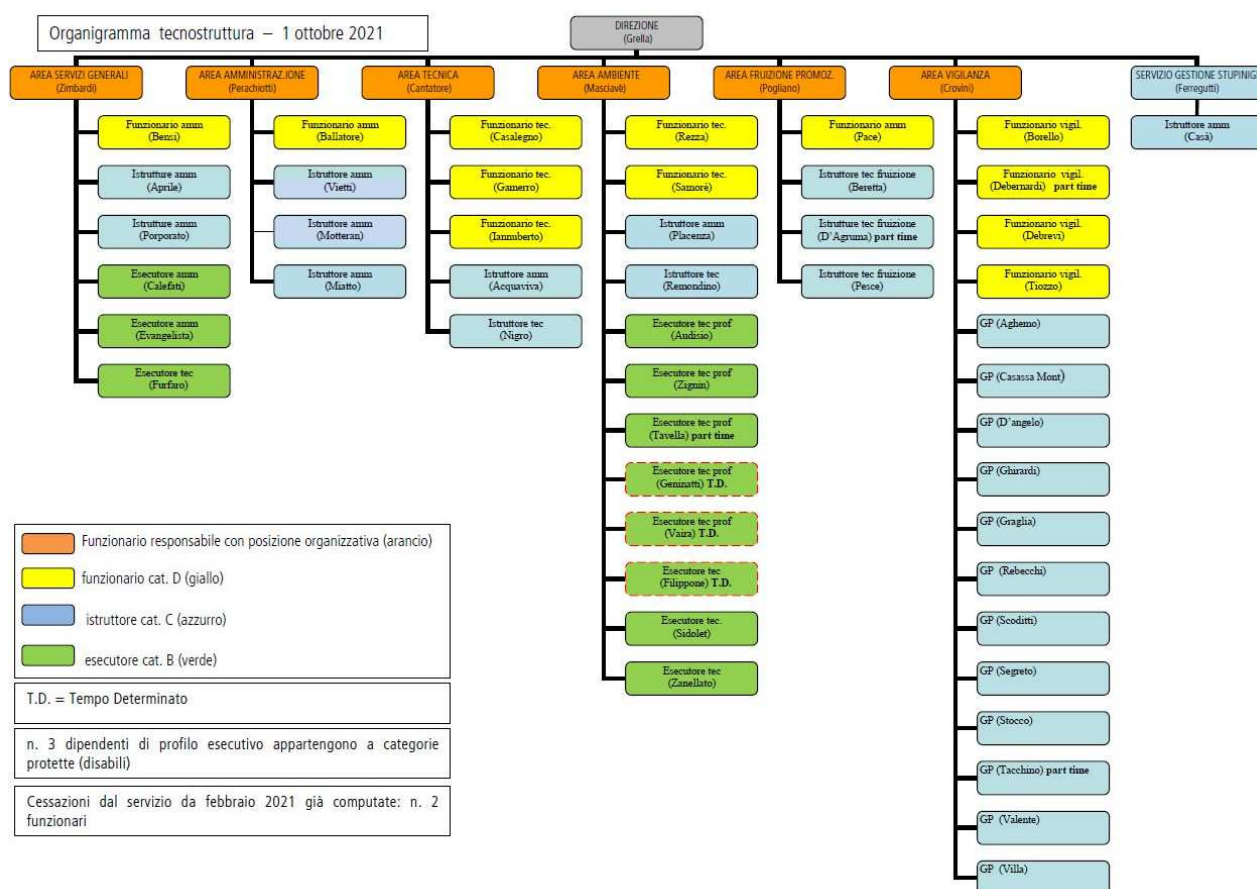 Organigramma tecnostruttura – 1 ottobre 2021
DIREZIONE
(Grella)
AREA SERVIZI GENERALI
(Zimbardi)
Funzionario amm
(Bensi)
Istrutture amm
(Aprile)
Istrutture amm
(Porporato)
Esecutore amm
(Calefati)
Esecutore amm
(Evangelista)
Esecutore tec
(Furfaro)
AREA AMMINISTRAZ.IONE
(Perachiotti)
Funzionario amm
(Ballatore)
Istruttore amm
(Vietti)
Istruttore amm
(Motteran)
Istruttore amm
(Miatto)
AREA TECNICA
(Cantatore)
Funzionario tec.
(Casalegno)
Funzionario tec.
(Gamerro)
Funzionario tec.
(Iannuberto)
Istruttore amm
(Acquaviva)
Istruttore tec
(Nigro)
AREA AMBIENTE
(Masciavè)
Funzionario tec.
(Rezza)
Funzionario tec.
(Samorè)
Istruttore amm
(Placenza)
Istruttore tec
(Remondino)
Esecutore tec prof
(Audisio)
Esecutore tec prof
(Zignin)
Esecutore tec prof
(Tavella) part time
Esecutore tec prof
(Geninatti) T.D.
Esecutore tec prof
(Vaira) T.D.
Esecutore tec
(Filippone) T.D.
Esecutore tec.
(Sidolet)
Esecutore tec
(Zanellato)
AREA FRUIZIONE PROMOZ.
(Pogliano)
Funzionario amm
(Pace)
Istruttore tec fruizione
(Beretta)
Istruttore tec fruizione
(D'Agruma) part time
Istruttore tec fruizione
(Pesce)
AREA VIGILANZA
(Crovini)
Funzionario vigil.
(Borello)
Funzionario vigil.
(Debernardi) part time
Funzionario vigil.
(Debrevi)
Funzionario vigil.
(Tiozzo)
GP (Aghemo)
GP (Casassa Mont)
GP (D'angelo)
GP (Ghirardi)
GP (Graglia)
GP (Rebecchi)
GP (Scoditti)
GP (Segreto)
GP (Stocco)
GP (Tacchino) part time
GP (Valente)
GP (Villa)
SERVIZIO GESTIONE STUPINIGI
(Ferregutti)
Istruttore amm
(Casà)
Funzionario responsabile con posizione organizzativa (arancio)
funzionario cat. D (giallo)
istruttore cat. C (azzurro)
esecutore cat. B (verde)
T.D. = Tempo Determinato
n. 3 dipendenti di profilo esecutivo appartengono a categorie
protette (disabili)
Cessazioni dal servizio da febbraio 2021 già computate: n. 2
funzionari